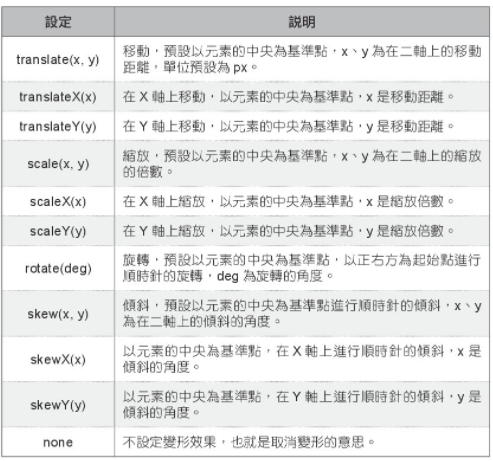 設定 說明
translate(x, y) 移動，預設以元素的中央為基準點，x、y 為在二軸上的移動
距離，單位預設為 px。
translateX(x) 在 X 軸上移動，以元素的中央為基準點，x 是移動距離。
translateY(y) 在 Y 軸上移動，以元素的中央為基準點，y 是移動距離。
scale(x, y) 縮放，預設以元素的中央為基準點，x、y 為在二軸上的縮放
的倍數。
scaleX(x) 在 X 軸上縮放，以元素的中央為基準點，x 是縮放倍數。
scaleY(y) 在 Y 軸上縮放，以元素的中央為基準點，y 是縮放倍數。
rotate(deg) 旋轉，預設以元素的中央為基準點，以正右方為起始點進行
順時針的旋轉，deg 為旋轉的角度。
skew(x, y) 傾斜，預設以元素的中央為基準點進行順時針的傾斜，x、y
為在二軸上的傾斜的角度。
skewX(x) 以元素的中央為基準點，在 X 軸上進行順時針的傾斜，x 是
傾斜的角度。
skewY(y) 以元素的中央為基準點，在 Y 軸上進行順時針的傾斜，y 是
傾斜的角度。
none 不設定變形效果，也就是取消變形的意思。